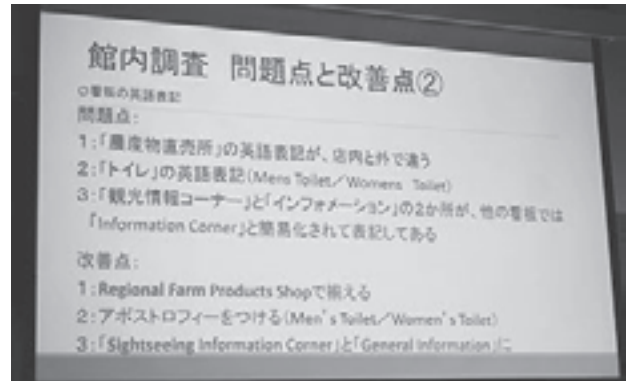 館内調査 問題点と改善点②
○看板の英語表記
問題点:
1:「農産物直売所」の英語表記が、店内と外で違う
2:「トイレ」の英語表記(Mens Toilet/Womens Toilet)
3:「観光情報コーナー」と「インフォメーション」の2か所が、他の看板では
「Information Corner」と簡易化されて表記してある
改善点:
1:Regional Farm Products Shopで揃える
2:アポストロフィーをつける(Men's Toilet/Women's Toilet)
3:「Sightseeing Information Corner」と「General Information」に